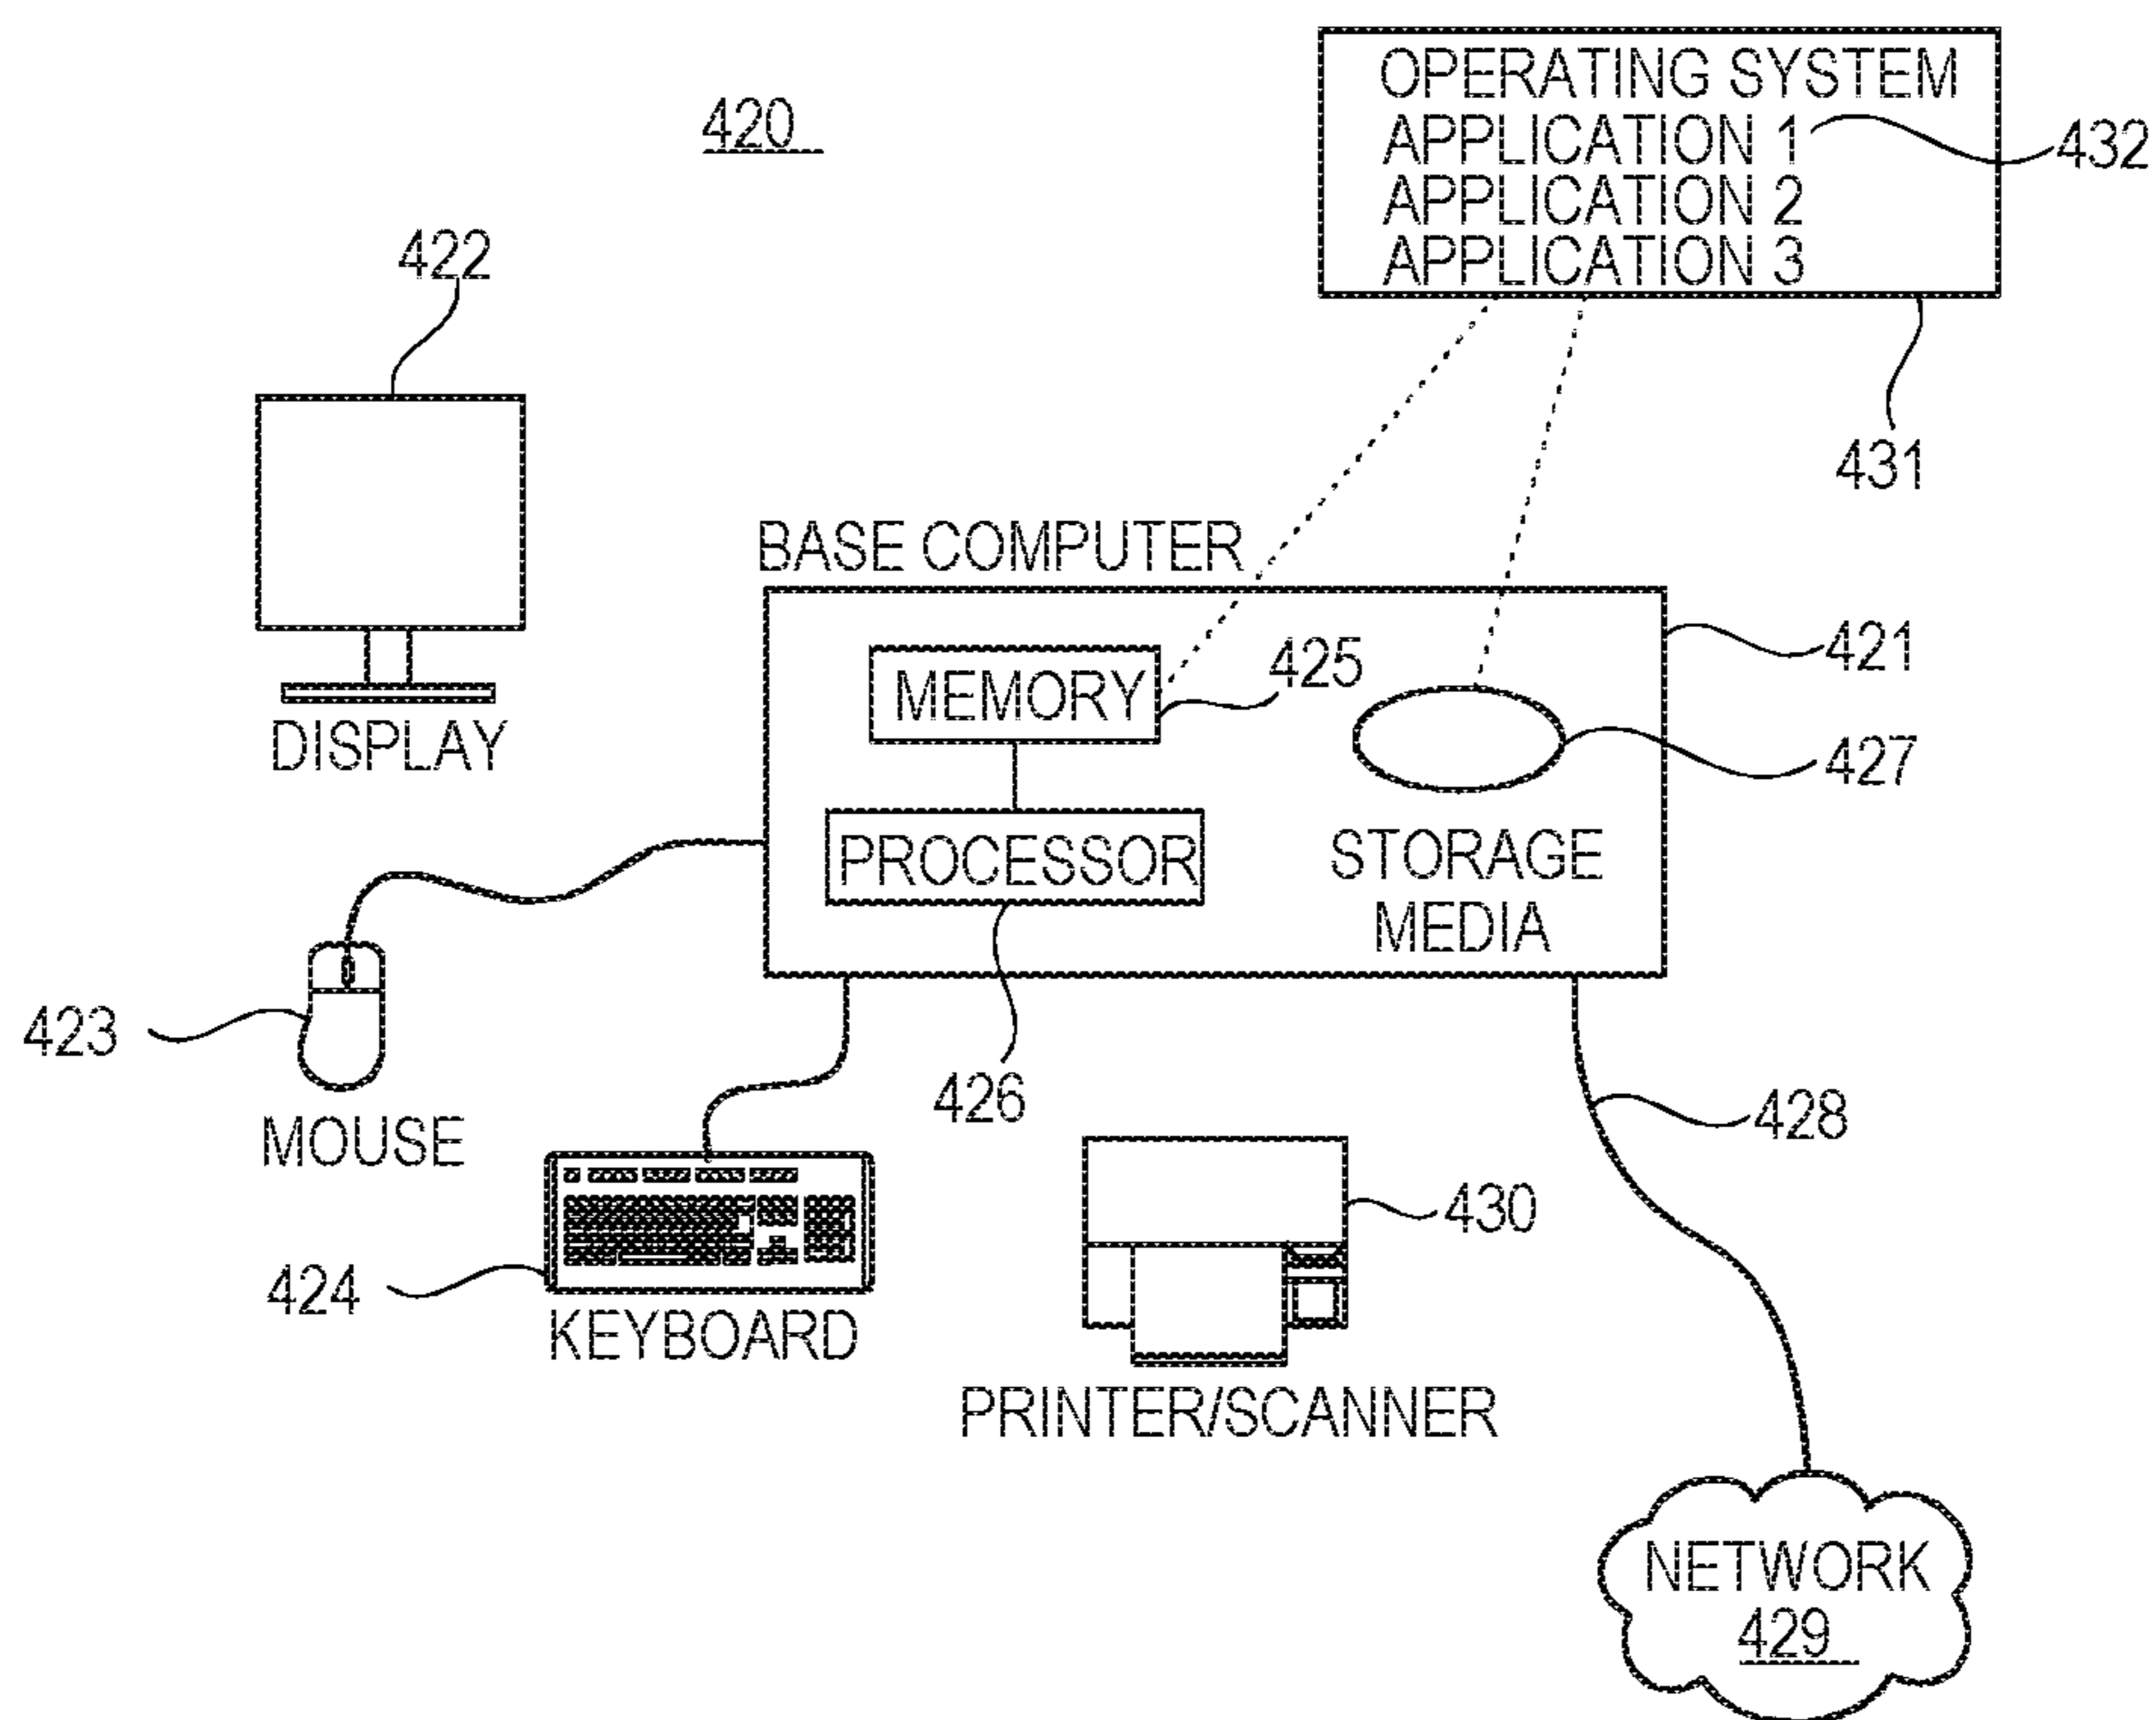 420
OPERATING SYSTEM
APPLICATION 1
APPLICATION 2
APPLICATION 3
432
431
422
DISPLAY
BASE COMPUTER
421
MEMORY
425
427
PROCESSOR
STORAGE
MEDIA
423
MOUSE
426
428
424
KEYBOARD
430
PRINTER/SCANNER
NETWORK
429